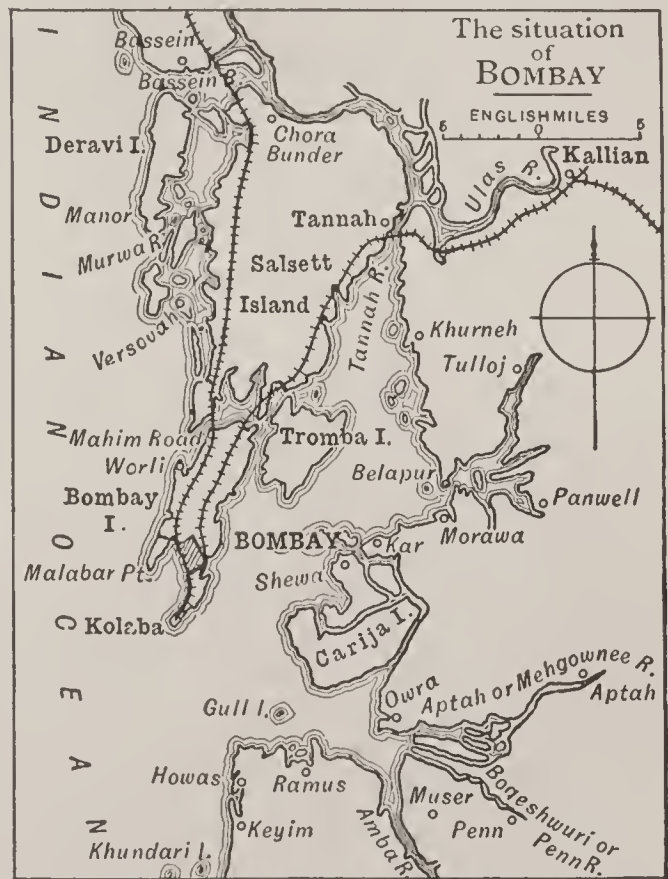 The situation
of
BOMBAY
ENGLISH MILES
5 0 5
Bassein
Bassein R.
Chora
Bunder
Deravi I.
Kallian
Ulas R.
Manor
Tannah
Murwa R.
Salsett
Island
Versovah
Tannah R.
Khurneh
Tulloj
Mahim Road
Worli
Tromba I.
Belapur
Panwell
Bombay
I.
Morawa
BOMBAY
Kar
Malabar Pt.
Shewa
Kolaba
Carija I.
Owra
Aptah or Mehgownee R.
Aptah
Gull I.
Howas
Ramus
Muser
Boqeshwuri or
Penn R.
Keyim
Penn
Amba R.
Khundari I.
INDIAN OCEAN